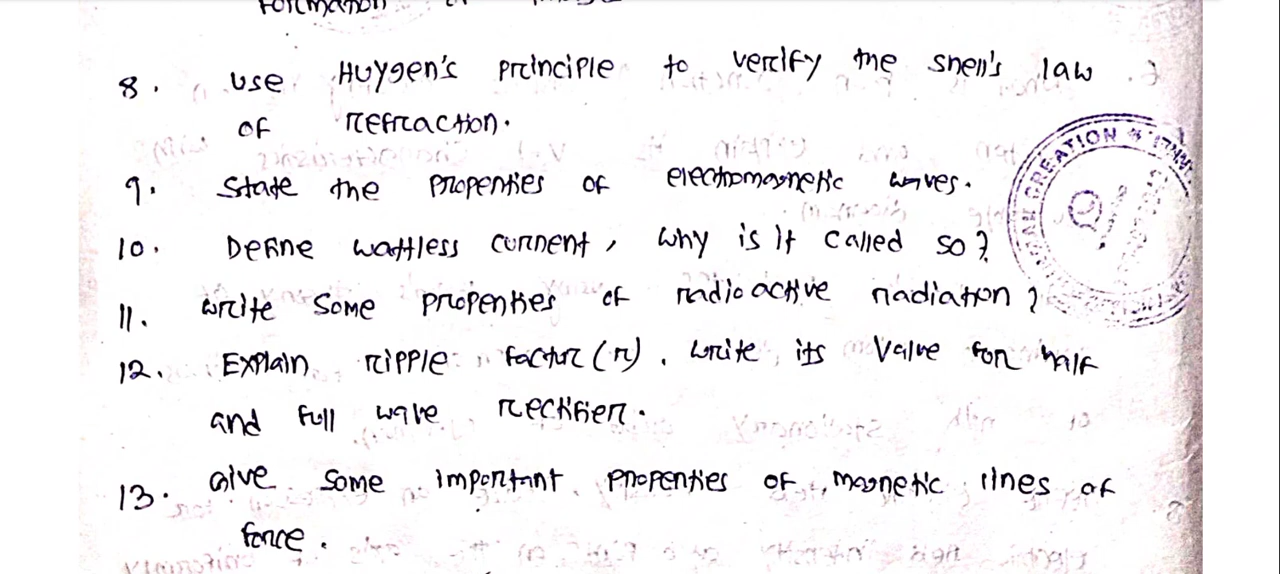 Formation
8. Use Huygen's principle to verify the snell's law
of refraction.
9. State the properties of electromagnetic waves.
10. Define wattless current, why is it called so?
11. write some properties of radioactive radiation?
12. Explain ripple factor (r). write its value for half
and full wave rectifier.
13. Give some important properties of magnetic lines of
force.
CREATION